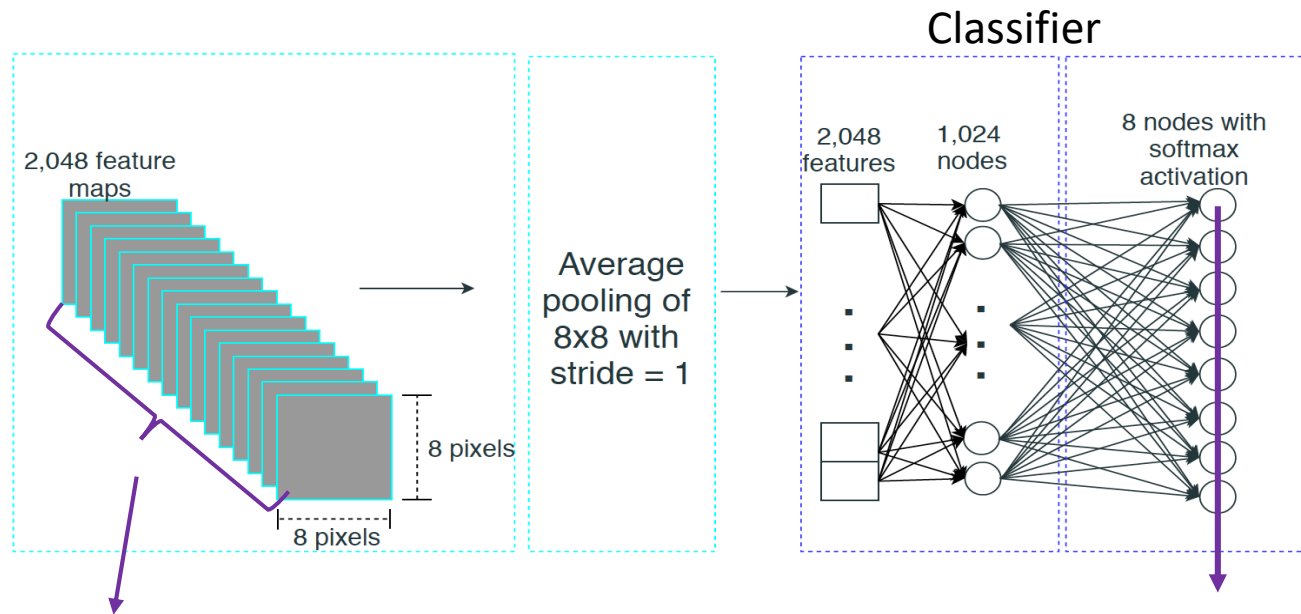 Classifier
2,048 feature
maps
8 pixels
8 pixels
Average
pooling of
8x8 with
stride = 1
2,048
features
1,024
nodes
8 nodes with
softmax
activation